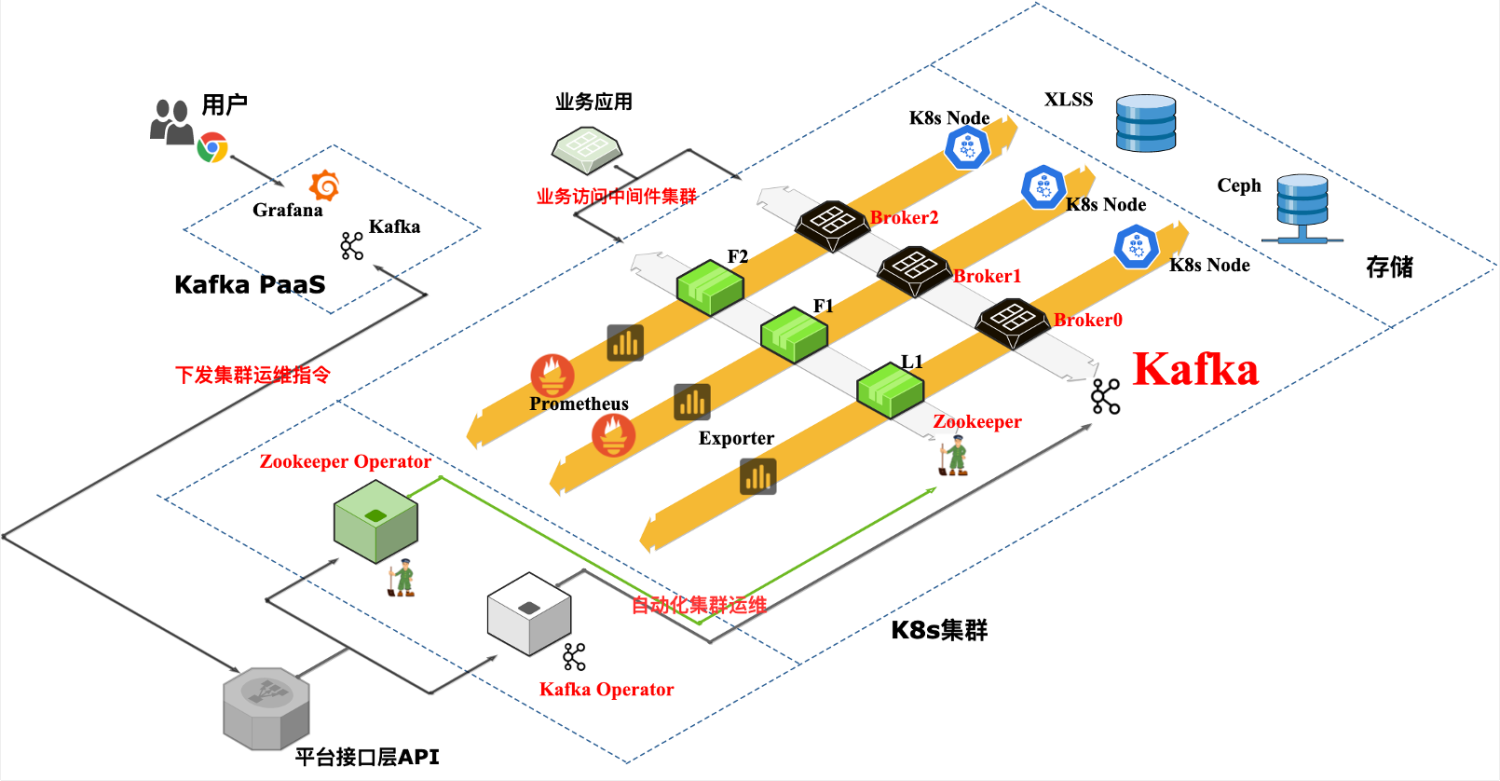 用户
Grafana
Kafka
Kafka PaaS
业务应用
业务访问中间件集群
K8s Node
K8s Node
K8s Node
XLSS
Ceph
存储
Broker2
Broker1
Broker0
F2
F1
L1
Kafka
Prometheus
Exporter
Zookeeper
下发集群运维指令
Zookeeper Operator
自动化集群运维
K8s集群
Kafka Operator
平台接口层API